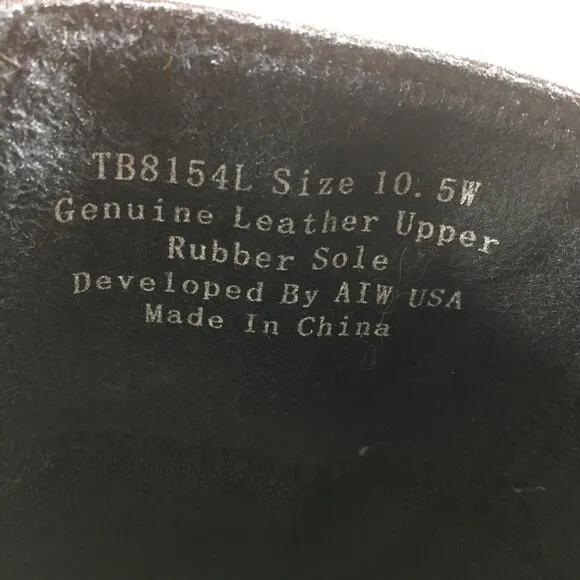 TB8154L Size 10.5W
Genuine Leather Upper
Rubber Sole
Developed By AIW USA
Made In China